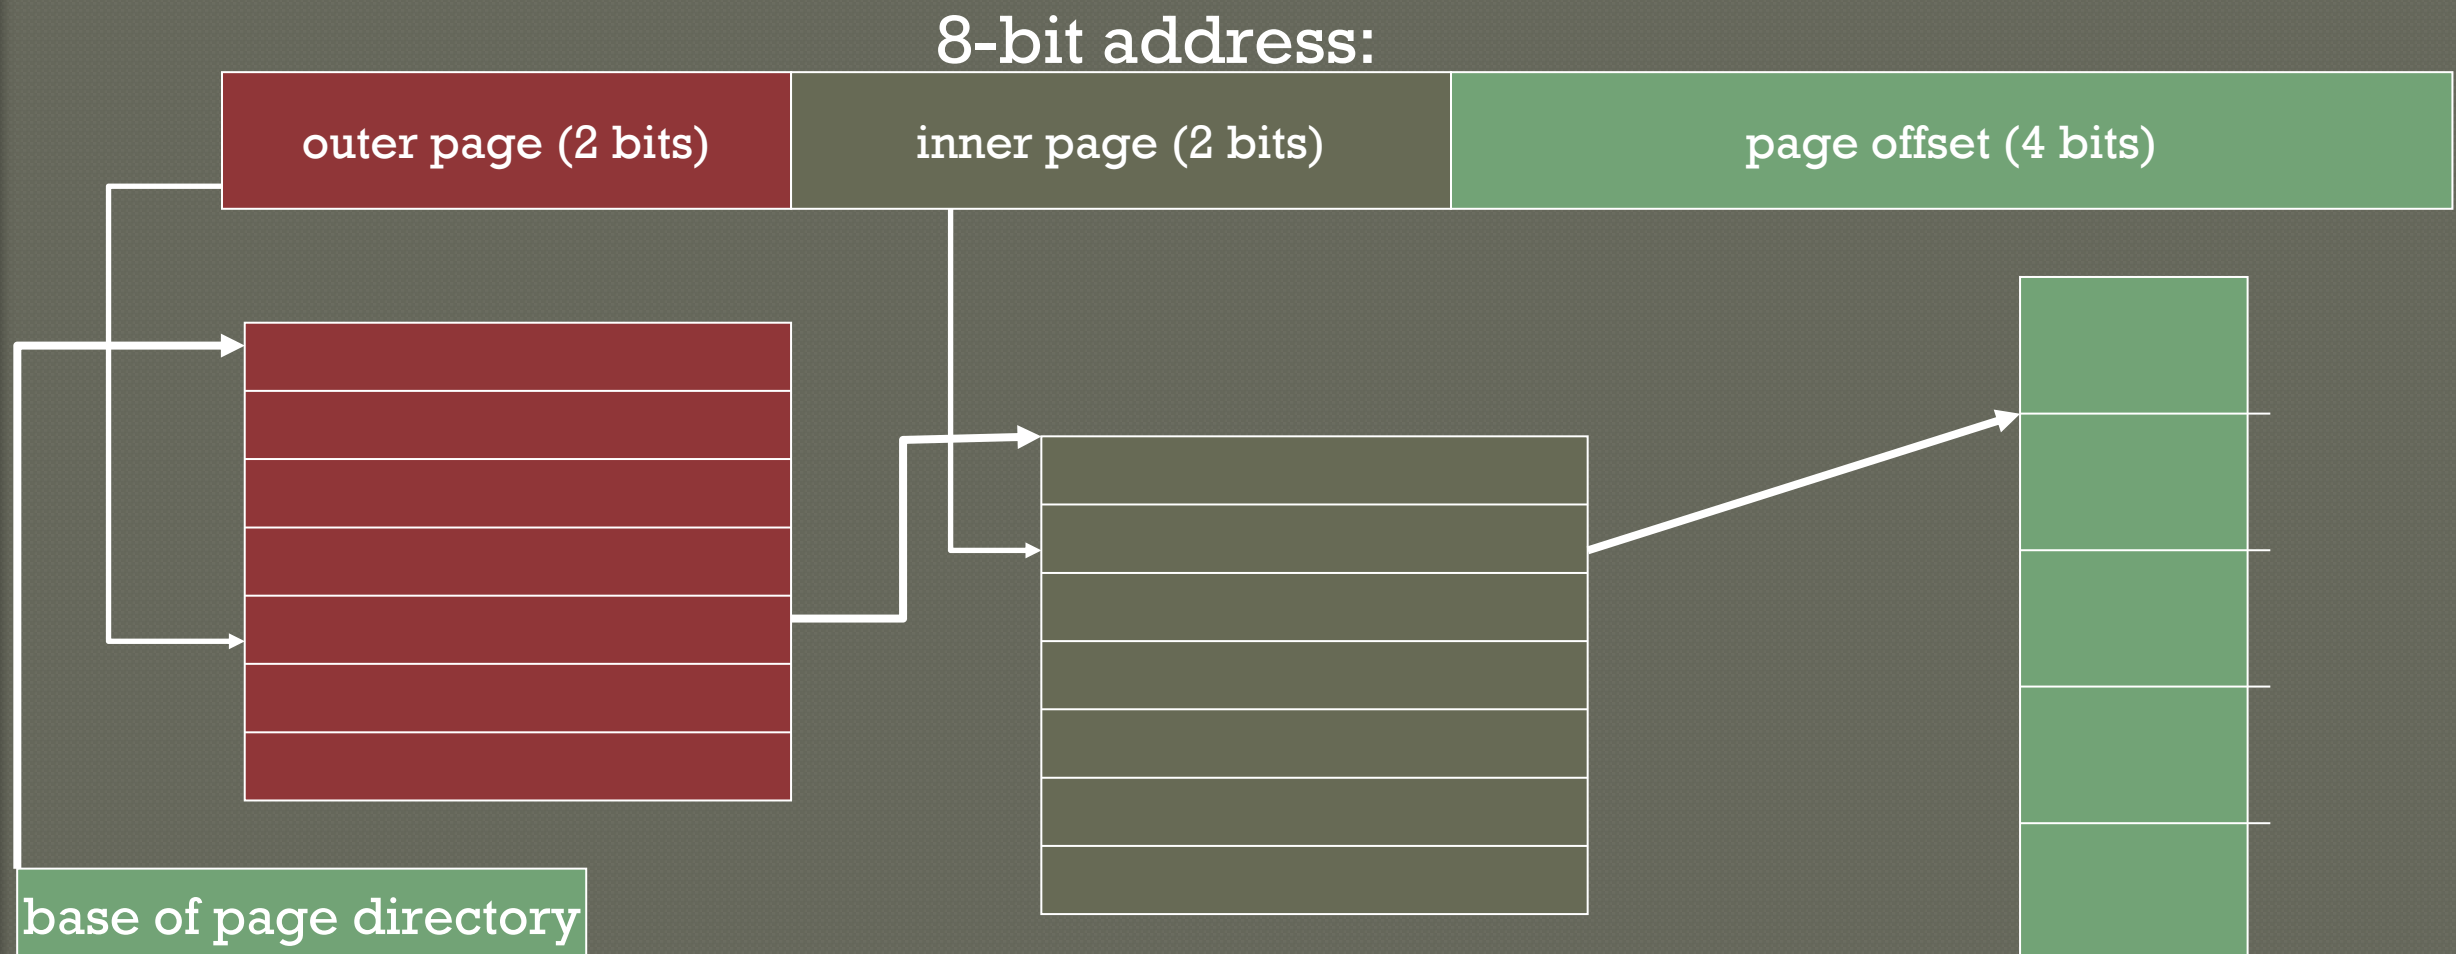 8-bit address:
outer page (2 bits)
inner page (2 bits)
page offset (4 bits)
base of page directory